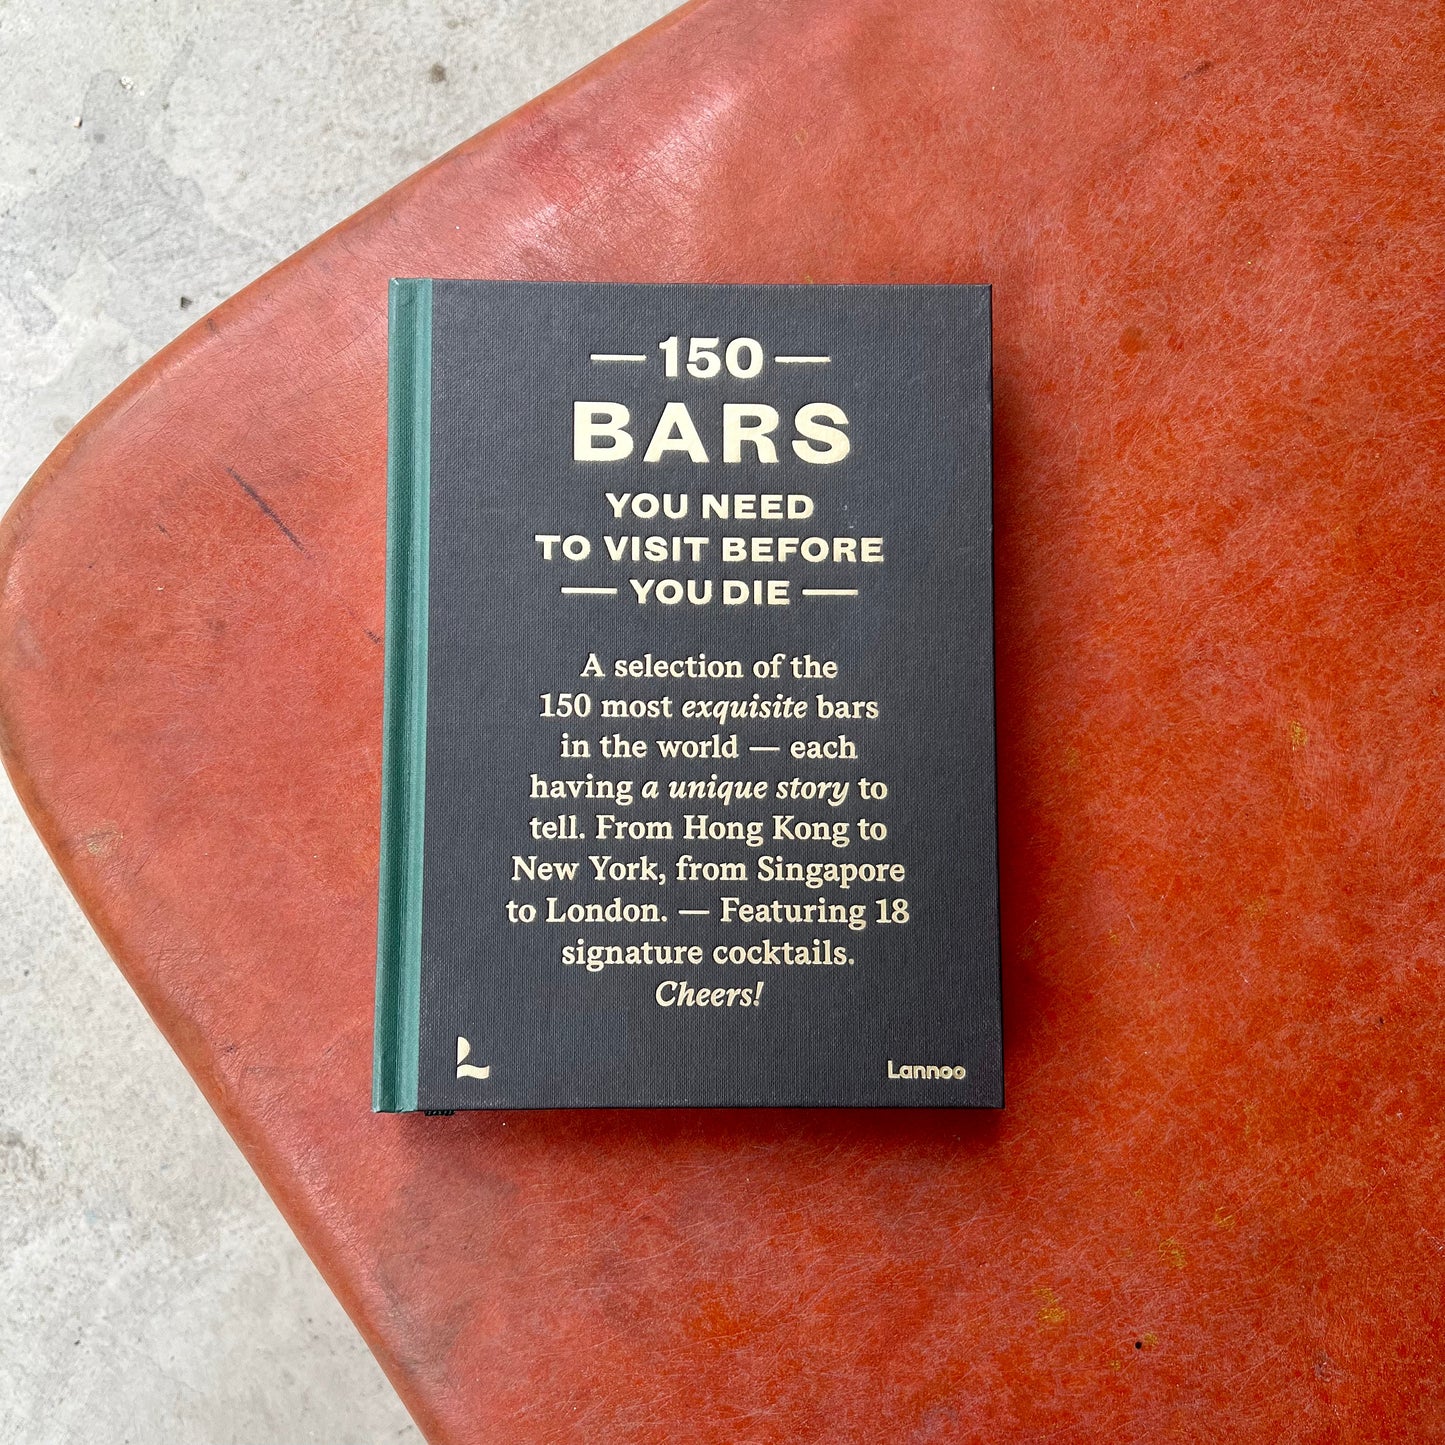 — 150 —
BARS
YOU NEED
TO VISIT BEFORE
— YOU DIE —
A selection of the
150 most exquisite bars
in the world — each
having a unique story to
tell. From Hong Kong to
New York, from Singapore
to London. — Featuring 18
signature cocktails.
Cheers!
L
Lannoo